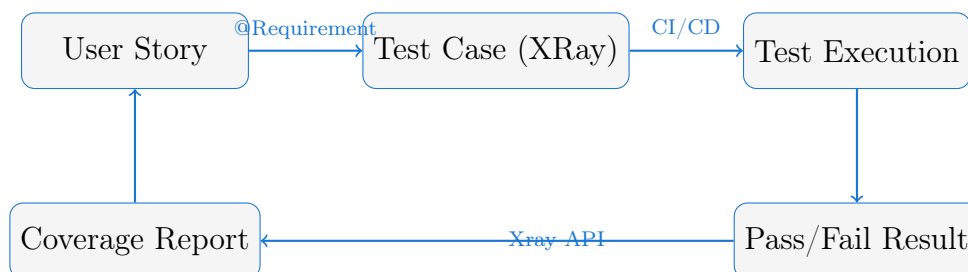 User Story
@Requirement
Test Case (XRay)
CI/CD
Test Execution
Coverage Report
Xray API
Pass/Fail Result